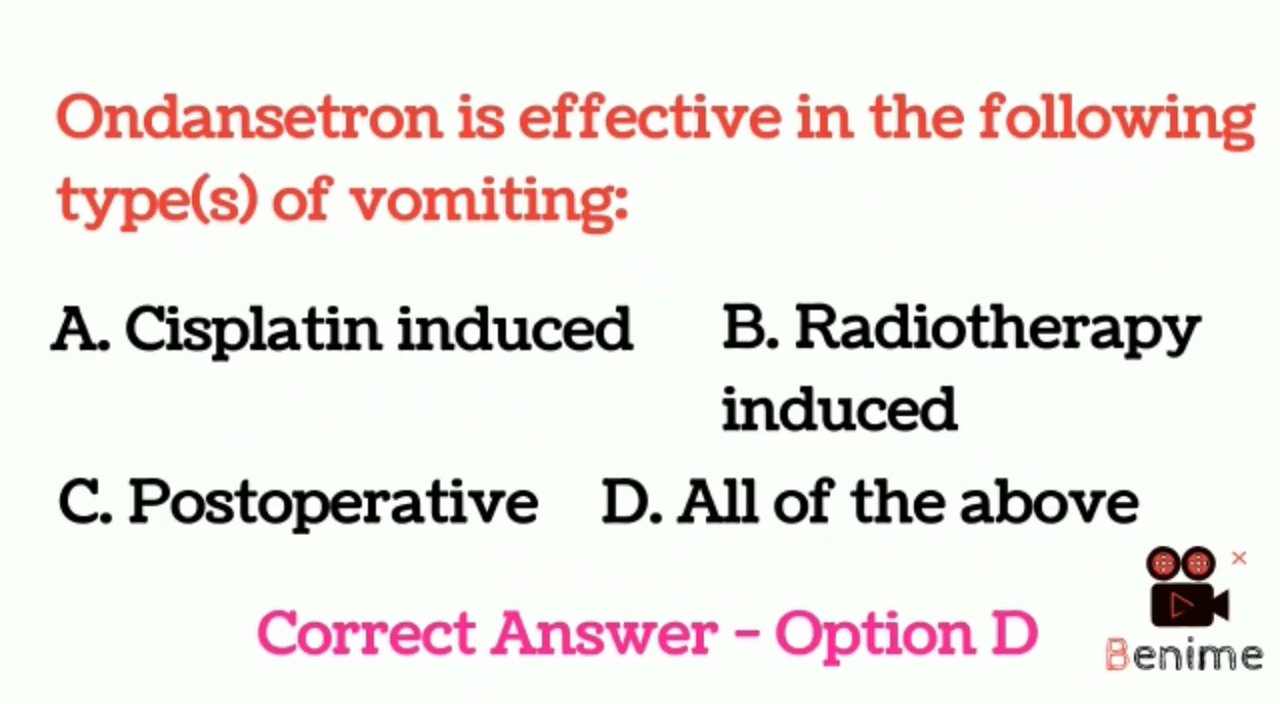 Ondansetron is effective in the following
type(s) of vomiting:
A. Cisplatin induced
B. Radiotherapy
induced
C. Postoperative
D. All of the above
Correct Answer - Option D
Benime